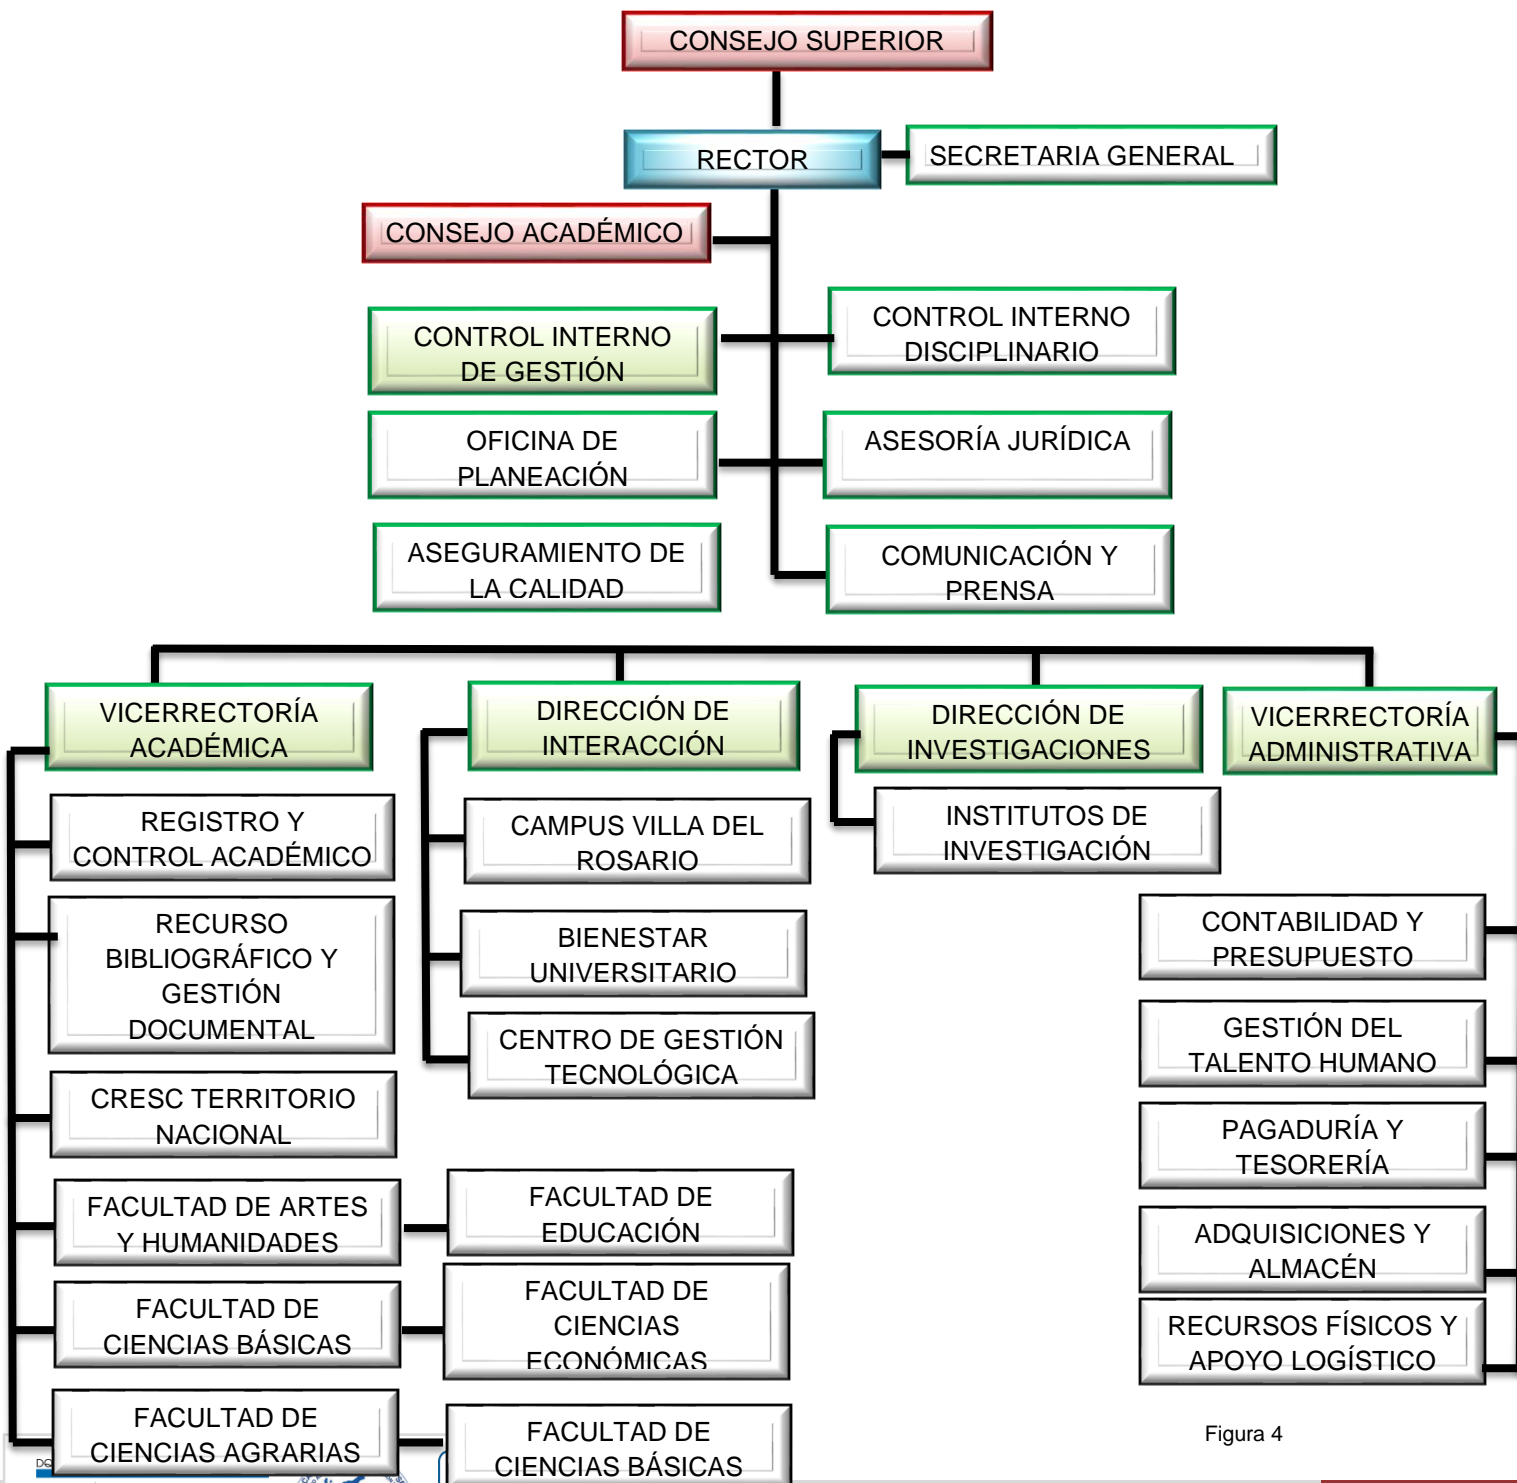 CONSEJO SUPERIOR
RECTOR
SECRETARIA GENERAL
CONSEJO ACADÉMICO
CONTROL INTERNO
DE GESTIÓN
CONTROL INTERNO
DISCIPLINARIO
OFICINA DE
PLANEACIÓN
ASESORÍA JURÍDICA
ASEGURAMIENTO DE
LA CALIDAD
COMUNICACIÓN Y
PRENSA
VICERRECTORÍA
ACADÉMICA
DIRECCIÓN DE
INTERACCIÓN
DIRECCIÓN DE
INVESTIGACIONES
VICERRECTORÍA
ADMINISTRATIVA
REGISTRO Y
CONTROL ACADÉMICO
CAMPUS VILLA DEL
ROSARIO
INSTITUTOS DE
INVESTIGACIÓN
RECURSO
BIBLIOGRÁFICO Y
GESTIÓN
DOCUMENTAL
BIENESTAR
UNIVERSITARIO
CONTABILIDAD Y
PRESUPUESTO
CENTRO DE GESTIÓN
TECNOLÓGICA
GESTIÓN DEL
TALENTO HUMANO
CRESC TERRITORIO
NACIONAL
PAGADURÍA Y
TESORERÍA
FACULTAD DE ARTES
Y HUMANIDADES
FACULTAD DE
EDUCACIÓN
ADQUISICIONES Y
ALMACÉN
FACULTAD DE
CIENCIAS BÁSICAS
FACULTAD DE
CIENCIAS
ECONÓMICAS
RECURSOS FÍSICOS Y
APOYO LOGÍSTICO
FACULTAD DE
CIENCIAS AGRARIAS
FACULTAD DE
CIENCIAS BÁSICAS
Figura 4